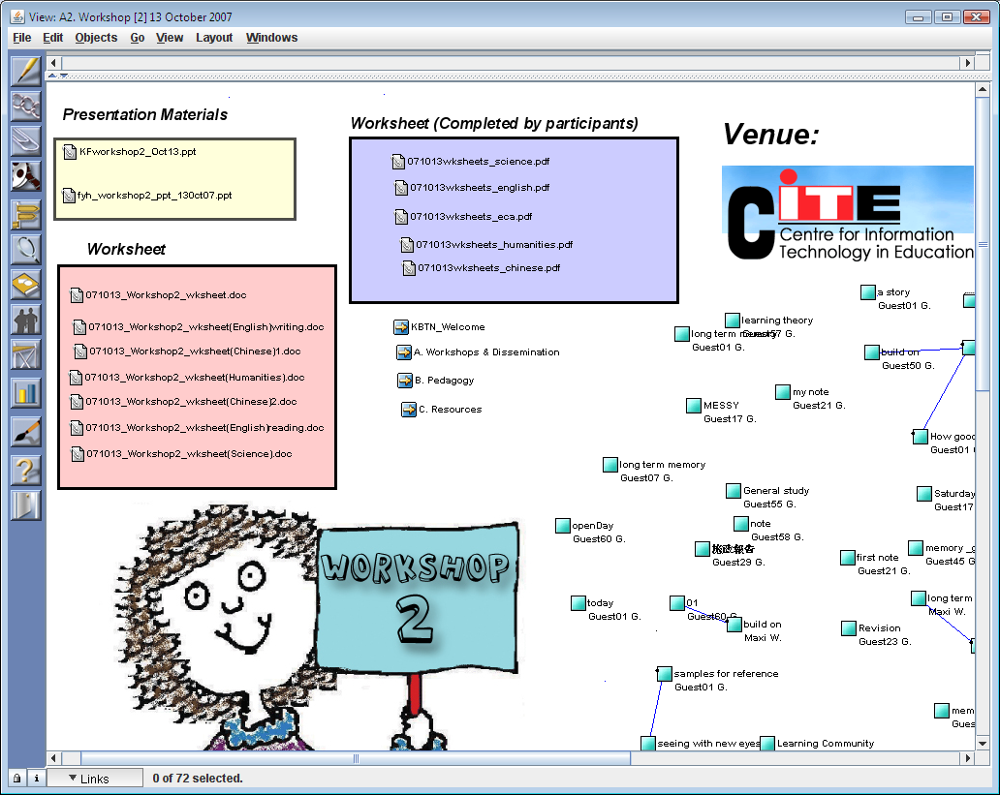 View: A2. Workshop [2] 13 October 2007
File Edit Objects Go View Layout Windows
Presentation Materials
KFworkshop2_Oct13.ppt
fyh_workshop2_ppt_130ct07.ppt
Worksheet
071013_Workshop2_wksheet.doc
071013_Workshop2_wksheet(English)writing.doc
071013_Workshop2_wksheet(Chinese)1.doc
071013_Workshop2_wksheet(Humanities).doc
071013_Workshop2_wksheet(Chinese)2.doc
071013_Workshop2_wksheet(English)reading.doc
071013_Workshop2_wksheet(Science).doc
Worksheet (Completed by participants)
071013wksheets_science.pdf
071013wksheets_english.pdf
071013wksheets_eca.pdf
071013wksheets_humanities.pdf
071013wksheets_chinese.pdf
KBTN_Welcome
A. Workshops & Dissemination
B. Pedagogy
C. Resources
Venue:
CiTE
Centre for Information
Technology in Education
a story
Guest01 G.
learning theory
Guest57 G.
long term memory
Guest01 G.
build on
Guest50 G.
my note
Guest21 G.
MESSY
Guest17 G.
How good
Guest01
long term memory
Guest07 G.
General study
Guest55 G.
Saturday
Guest17
openDay
Guest60 G.
note
Guest58 G.
報告
Guest29 G.
first note
Guest21 G.
memory _g
Guest45 G
today
Guest01 G.
01
Guest60 G.
build on
Maxi W.
long term
Maxi W.
Revision
Guest23 G.
samples for reference
Guest01 G.
mem
Gues
seeing with new eyes
Learning Community
WORKSHOP
2
Links
0 of 72 selected.